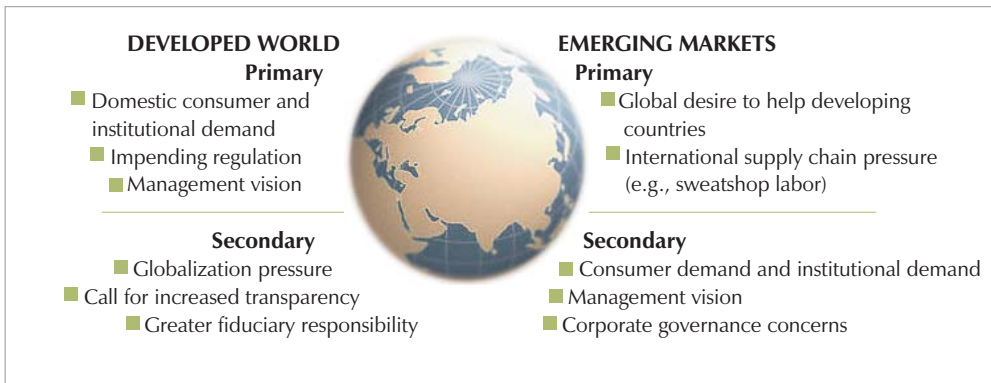 DEVELOPED WORLD
Primary
Domestic consumer and
institutional demand
Impending regulation
Management vision
Secondary
Globalization pressure
Call for increased transparency
Greater fiduciary responsibility
EMERGING MARKETS
Primary
Global desire to help developing
countries
International supply chain pressure
(e.g., sweatshop labor)
Secondary
Consumer demand and institutional demand
Management vision
Corporate governance concerns